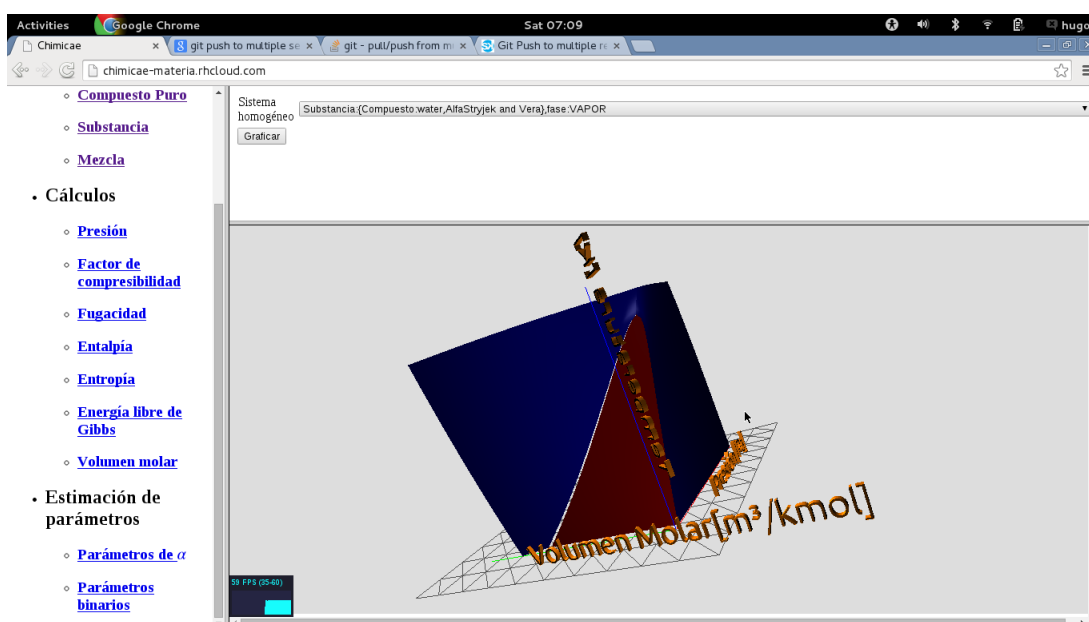 Activities
Google Chrome
Sat 07:09
hugo
Chimicae
git push to multiple se
git - pull/push from m
Git Push to multiple re
chimicae-materia.rhcloud.com
Compuesto Puro
Substancia
Mezcla
Cálculos
Presión
Factor de
compresibilidad
Fugacidad
Entalpía
Entropía
Energía libre de
Gibbs
Volumen molar
Estimación de
parámetros
Parámetros de α
Parámetros
binarios
Sistema
homogéneo
Substancia:{Compuesto:water,AlfaStryjek and Vera},fase:VAPOR
Graficar
Volumen Molar[m³/kmol]
59 FPS (35-60)